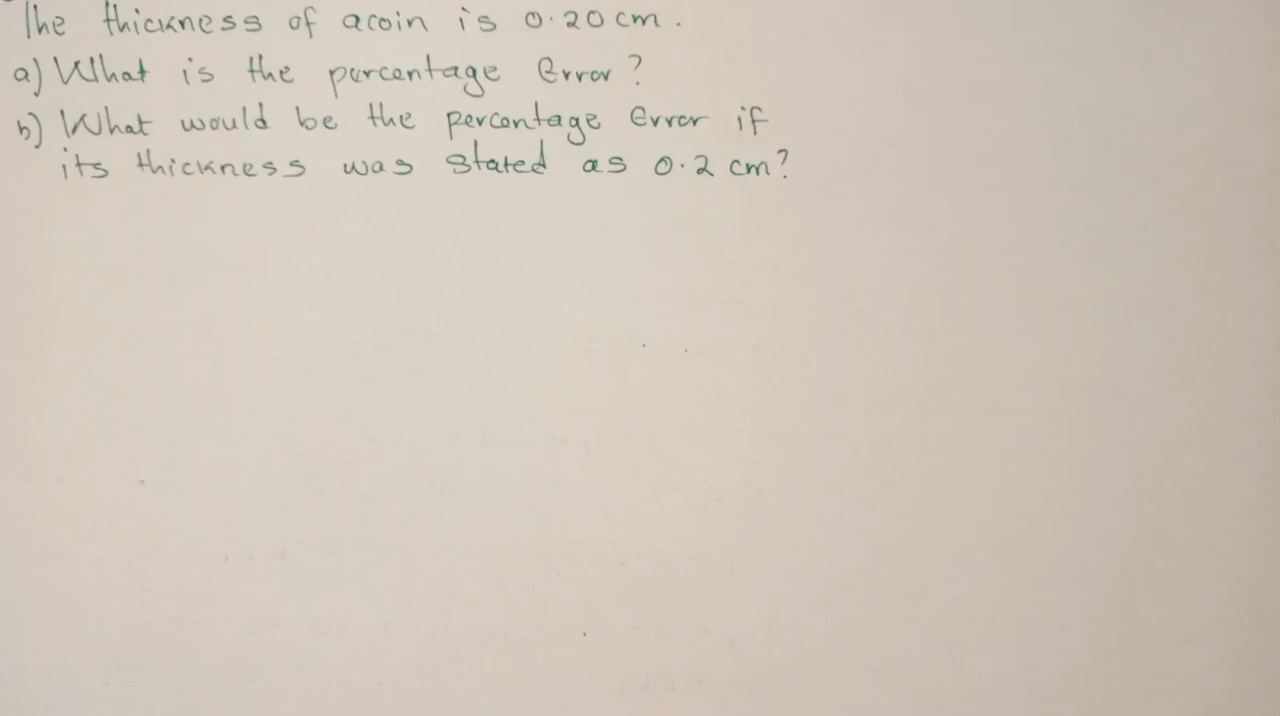 The thickness of acoin is 0.20 cm.
a) What is the percentage Error?
b) What would be the percentage Error if
its thickness was stated as 0.2 cm?